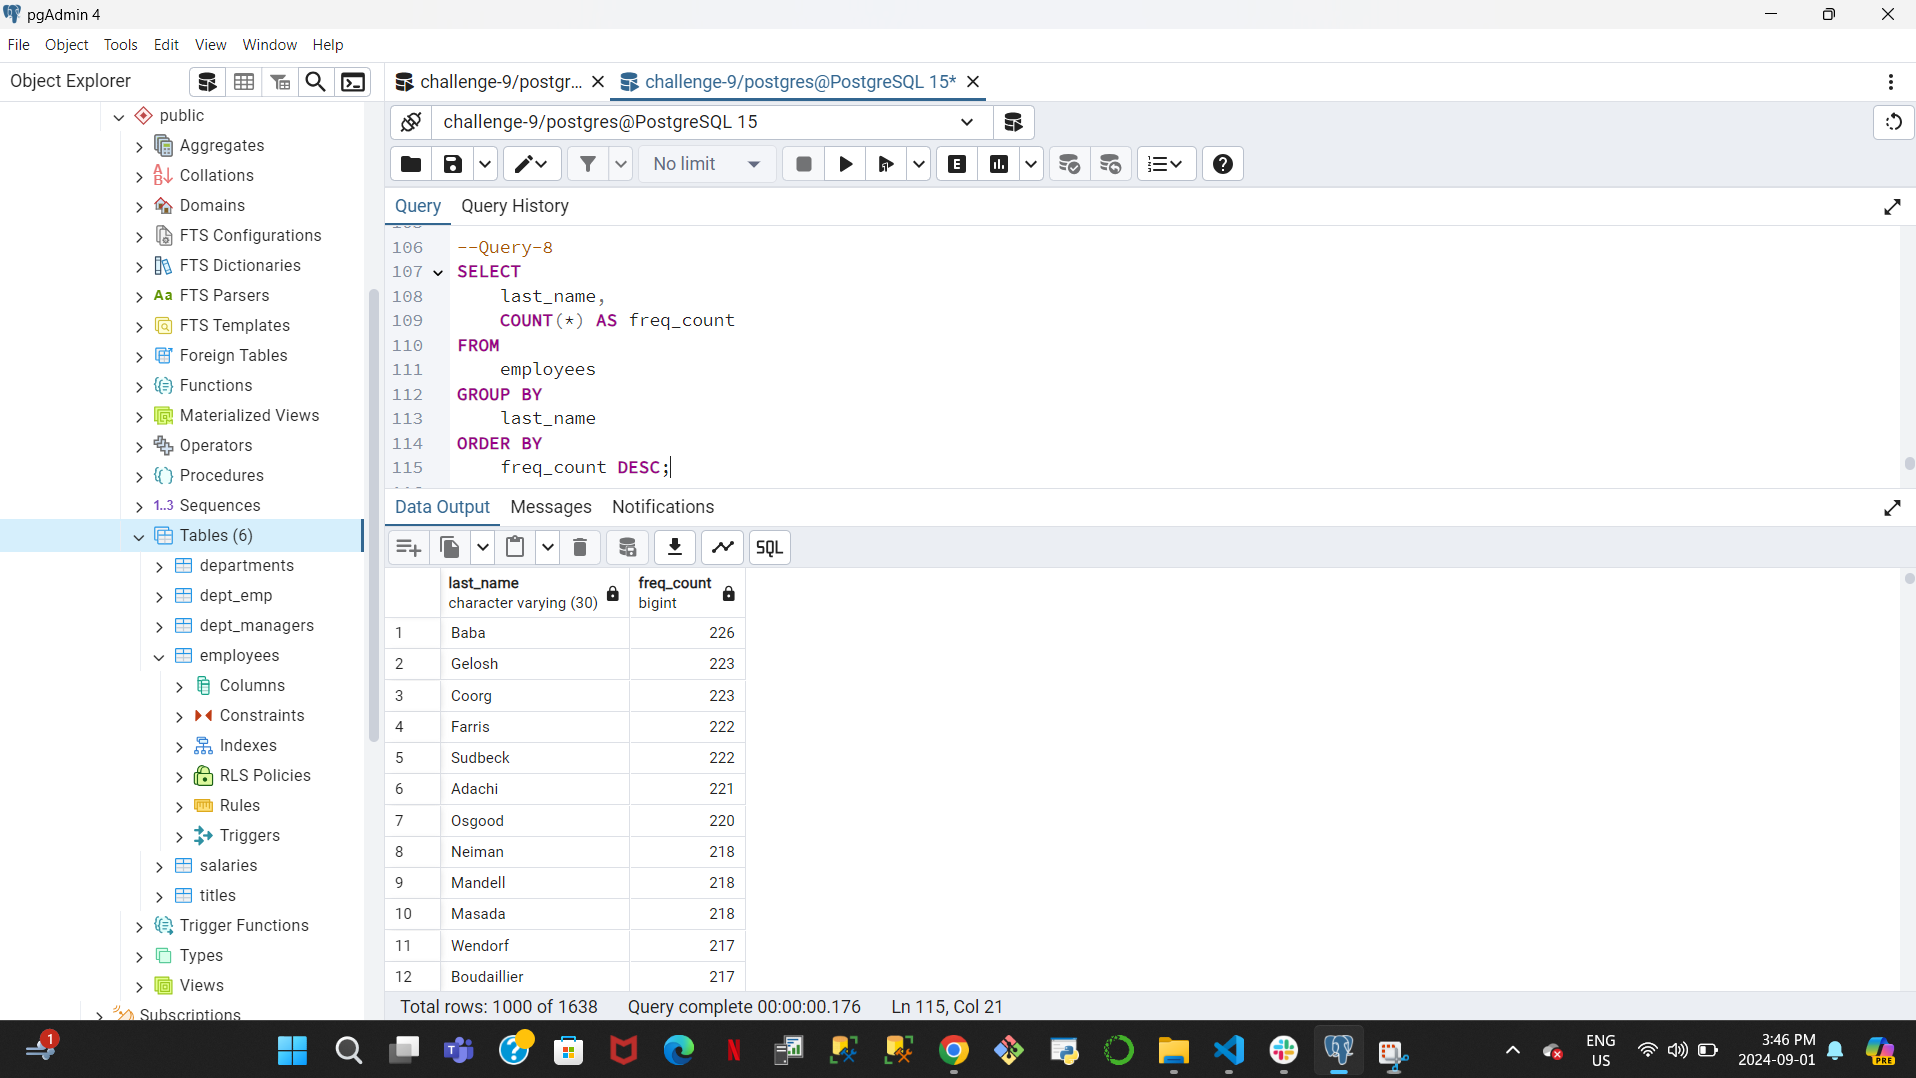 pgAdmin 4
File Object Tools Edit View Window Help
Object Explorer
challenge-9/postgr...
challenge-9/postgres@PostgreSQL 15*
public
Aggregates
Collations
Domains
FTS Configurations
FTS Dictionaries
Aa FTS Parsers
FTS Templates
Foreign Tables
Functions
Materialized Views
Operators
Procedures
1..3 Sequences
Tables (6)
departments
dept_emp
dept_managers
employees
Columns
Constraints
Indexes
RLS Policies
Rules
Triggers
salaries
titles
Trigger Functions
Types
Views
Subscriptions
challenge-9/postgres@PostgreSQL 15
No limit
E
Query Query History
106 --Query-8
107 SELECT
108 last_name,
109 COUNT(*) AS freq_count
110 FROM
111 employees
112 GROUP BY
113 last_name
114 ORDER BY
115 freq_count DESC;
Data Output Messages Notifications
SQL
last_name freq_count
character varying (30) bigint
1 Baba 226
2 Gelosh 223
3 Coorg 223
4 Farris 222
5 Sudbeck 222
6 Adachi 221
7 Osgood 220
8 Neiman 218
9 Mandell 218
10 Masada 218
11 Wendorf 217
12 Boudaillier 217
Total rows: 1000 of 1638 Query complete 00:00:00.176 Ln 115, Col 21
1
ENG
US
3:46 PM
2024-09-01
PRE